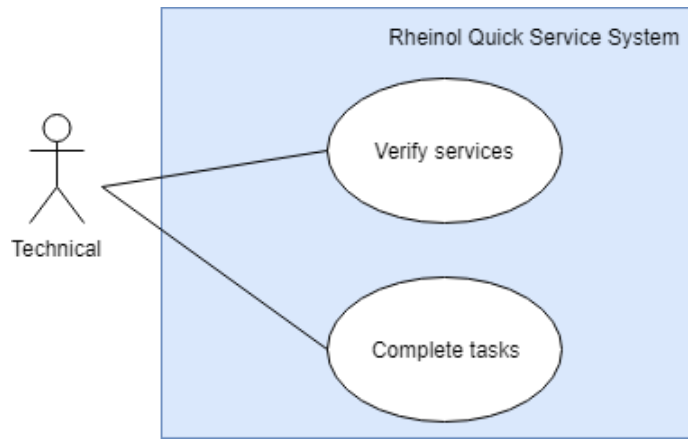 Rheinol Quick Service System
Verify services
Technical
Complete tasks